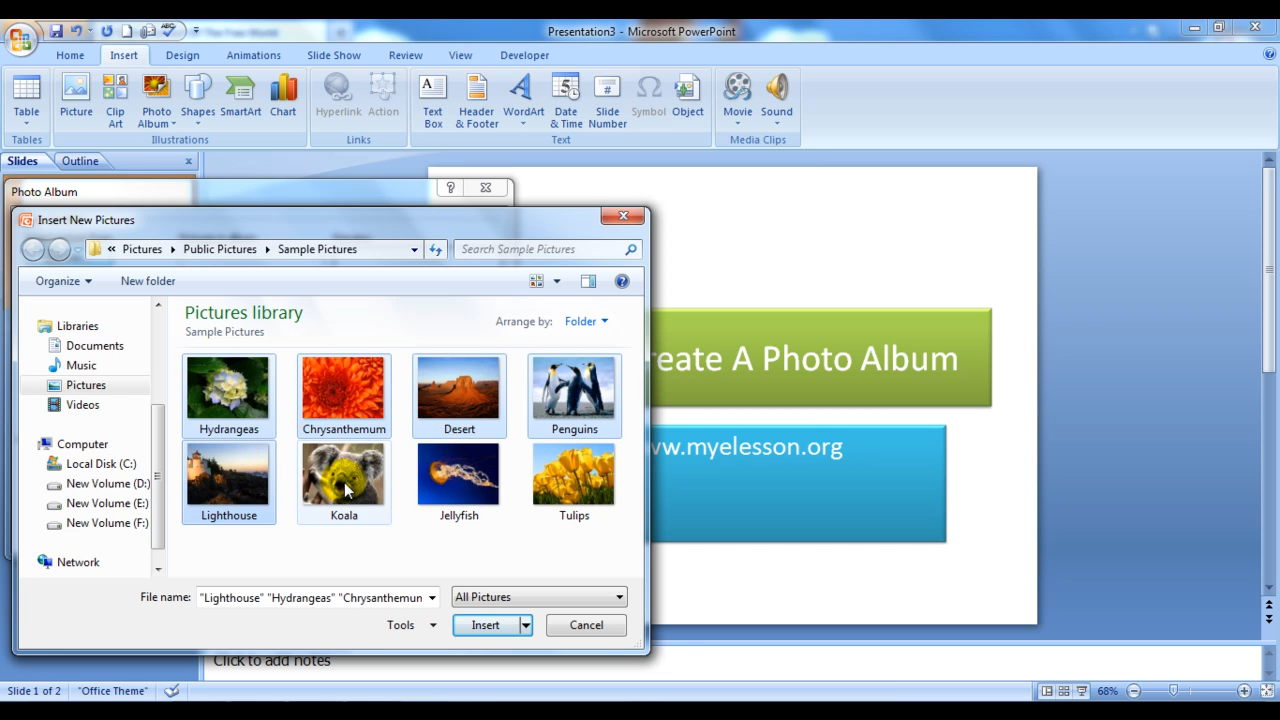 Presentation3 - Microsoft PowerPoint
Home Insert Design Animations Slide Show Review View Developer
Table Picture Clip Art Photo Album Shapes SmartArt Chart Hyperlink Action Text Box Header & Footer WordArt Date & Time Slide Number Symbol Object Movie Sound
Tables Illustrations Links Text Media Clips
Slides Outline x
Photo Album ?
Insert New Pictures
« Pictures Public Pictures Sample Pictures Search Sample Pictures
Organize New folder
Pictures library
Sample Pictures
Arrange by: Folder
Libraries
Documents
Music
Pictures
Videos
Computer
Local Disk (C:)
New Volume (D:)
New Volume (E:)
New Volume (F:)
Network
Hydrangeas Chrysanthemum Desert Penguins
Lighthouse Koala Jellyfish Tulips
File name: "Lighthouse" "Hydrangeas" "Chrysanthemun All Pictures
Tools Insert Cancel
reate A Photo Album
w.myelesson.org
Click to add notes
Slide 1 of 2 "Office Theme" 68%